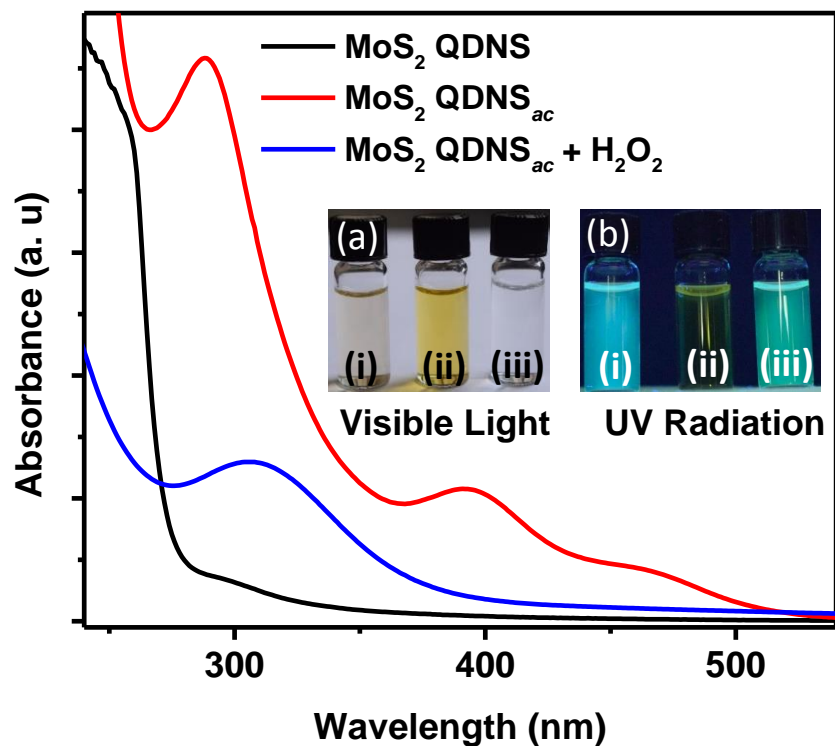 MoS₂ QDNS
MoS₂ QDNSac
MoS₂ QDNSac + H₂O₂
(a)
(b)
(i) (ii) (iii)
(i) (ii) (iii)
Visible Light
UV Radiation
Absorbance (a. u)
300 400 500
Wavelength (nm)